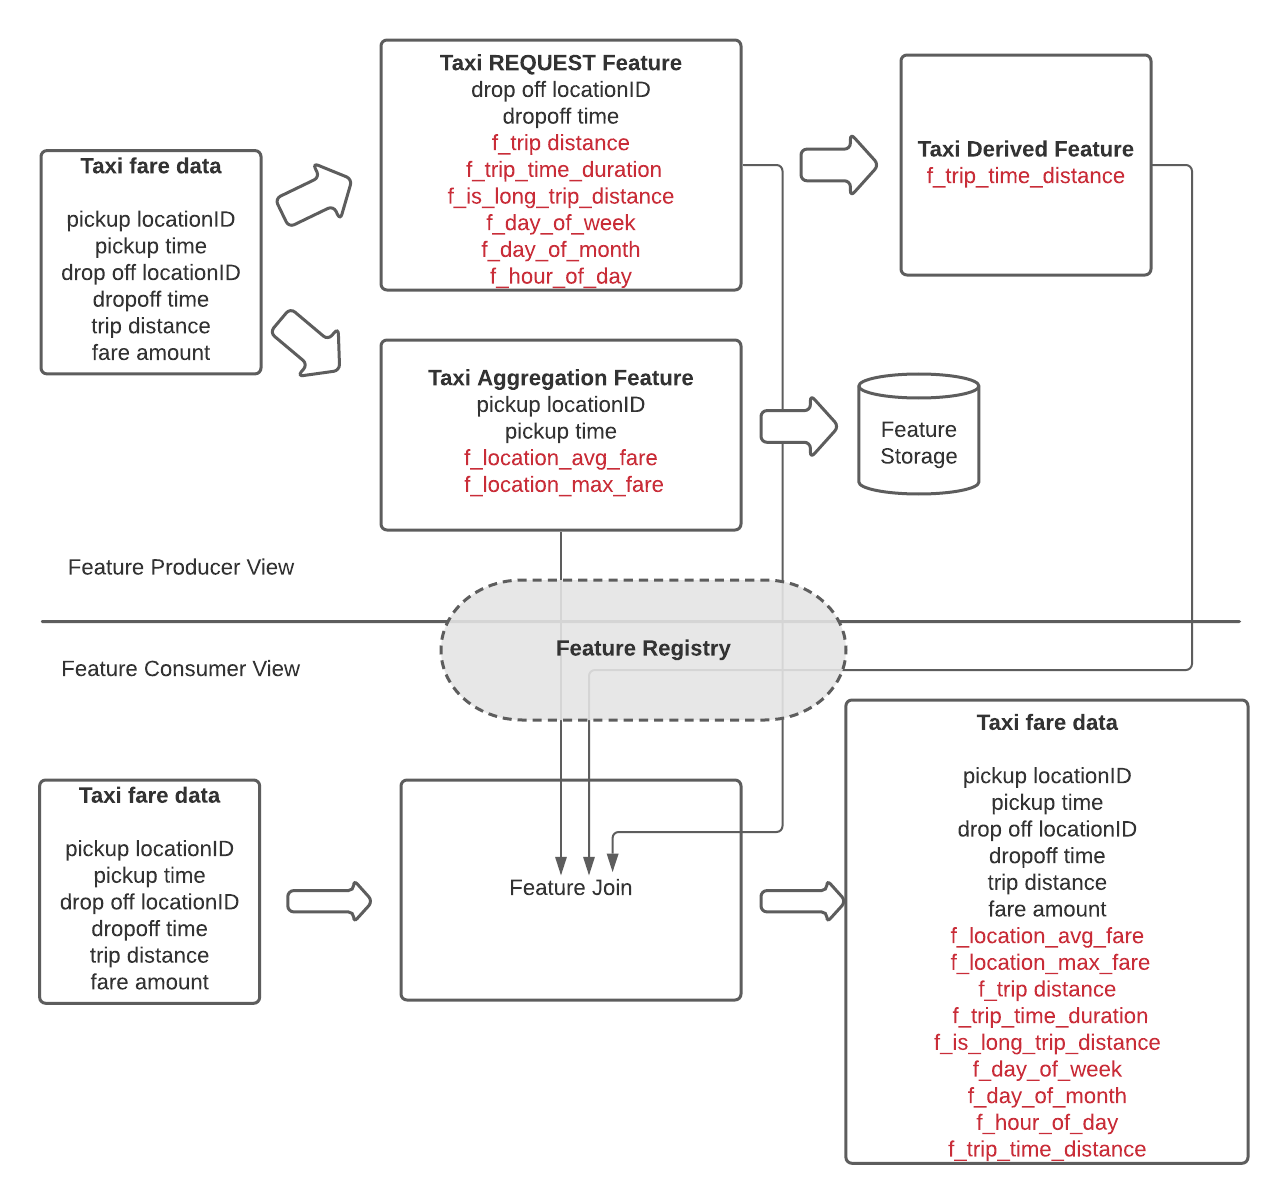 Taxi fare data
pickup locationID
pickup time
drop off locationID
dropoff time
trip distance
fare amount
Taxi REQUEST Feature
drop off locationID
dropoff time
f_trip distance
f_trip_time_duration
f_is_long_trip_distance
f_day_of_week
f_day_of_month
f_hour_of_day
Taxi Derived Feature
f_trip_time_distance
Taxi Aggregation Feature
pickup locationID
pickup time
f_location_avg_fare
f_location_max_fare
Feature
Storage
Feature Producer View
Feature Registry
Feature Consumer View
Taxi fare data
pickup locationID
pickup time
drop off locationID
dropoff time
trip distance
fare amount
Feature Join
Taxi fare data
pickup locationID
pickup time
drop off locationID
dropoff time
trip distance
fare amount
f_location_avg_fare
f_location_max_fare
f_trip distance
f_trip_time_duration
f_is_long_trip_distance
f_day_of_week
f_day_of_month
f_hour_of_day
f_trip_time_distance